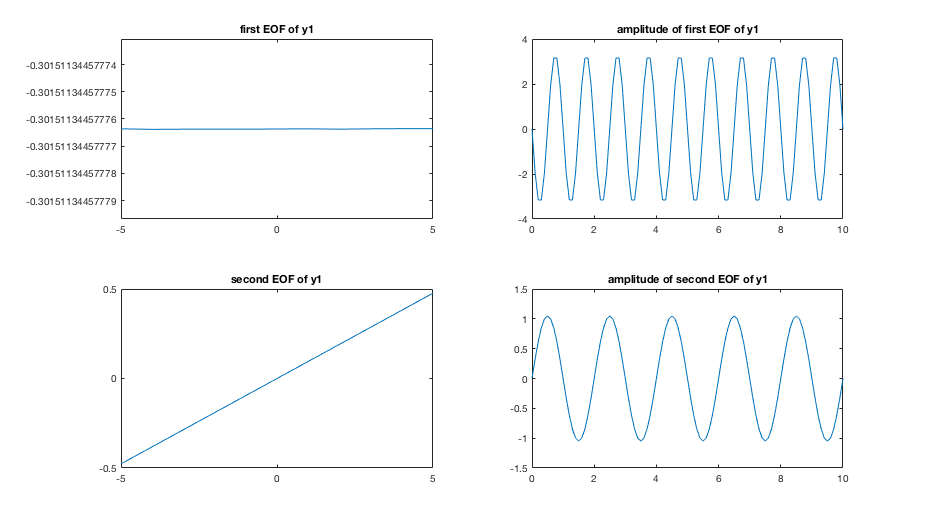 first EOF of y1
-0.30151134457774
-0.30151134457775
-0.30151134457776
-0.30151134457777
-0.30151134457778
-0.30151134457779
-5 0 5
amplitude of first EOF of y1
4
2
0
-2
-4
0 2 4 6 8 10
second EOF of y1
0.5
0
-0.5
-5 0 5
amplitude of second EOF of y1
1.5
1
0.5
0
-0.5
-1
-1.5
0 2 4 6 8 10